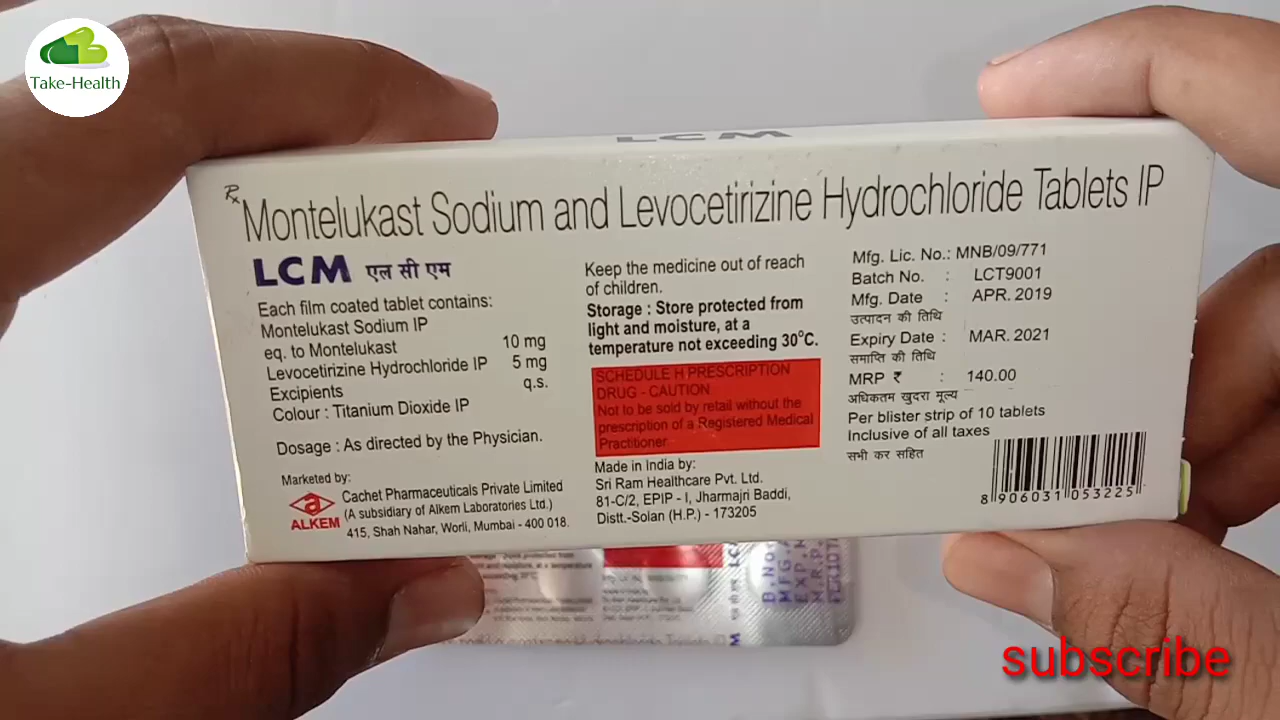 Take-Health
LCM
Rx
Montelukast Sodium and Levocetirizine Hydrochloride Tablets IP
LCM एल सी एम
Each film coated tablet contains:
Montelukast Sodium IP
eq. to Montelukast 10 mg
Levocetirizine Hydrochloride IP 5 mg
Excipients q.s.
Colour : Titanium Dioxide IP
Dosage : As directed by the Physician.
Marketed by:
ALKEM
Cachet Pharmaceuticals Private Limited
(A subsidiary of Alkem Laboratories Ltd.)
415, Shah Nahar, Worli, Mumbai - 400 018.
Keep the medicine out of reach
of children.
Storage : Store protected from
light and moisture, at a
temperature not exceeding 30°C.
SCHEDULE H PRESCRIPTION
DRUG - CAUTION
Not to be sold by retail without the
prescription of a Registered Medical
Practitioner
Made in India by:
Sri Ram Healthcare Pvt. Ltd.
81-C/2, EPIP - I, Jharmajri Baddi,
Distt.-Solan (H.P.) - 173205
Mfg. Lic. No.: MNB/09/771
Batch No. : LCT9001
Mfg. Date : APR. 2019
उत्पादन की तिथि
Expiry Date : MAR. 2021
समाप्ति की तिथि
MRP ₹ : 140.00
अधिकतम खुदरा मूल्य
Per blister strip of 10 tablets
Inclusive of all taxes
सभी कर सहित
8 906031 053225
B.No.
MFG.
EXP.
M.R.P.
subscribe